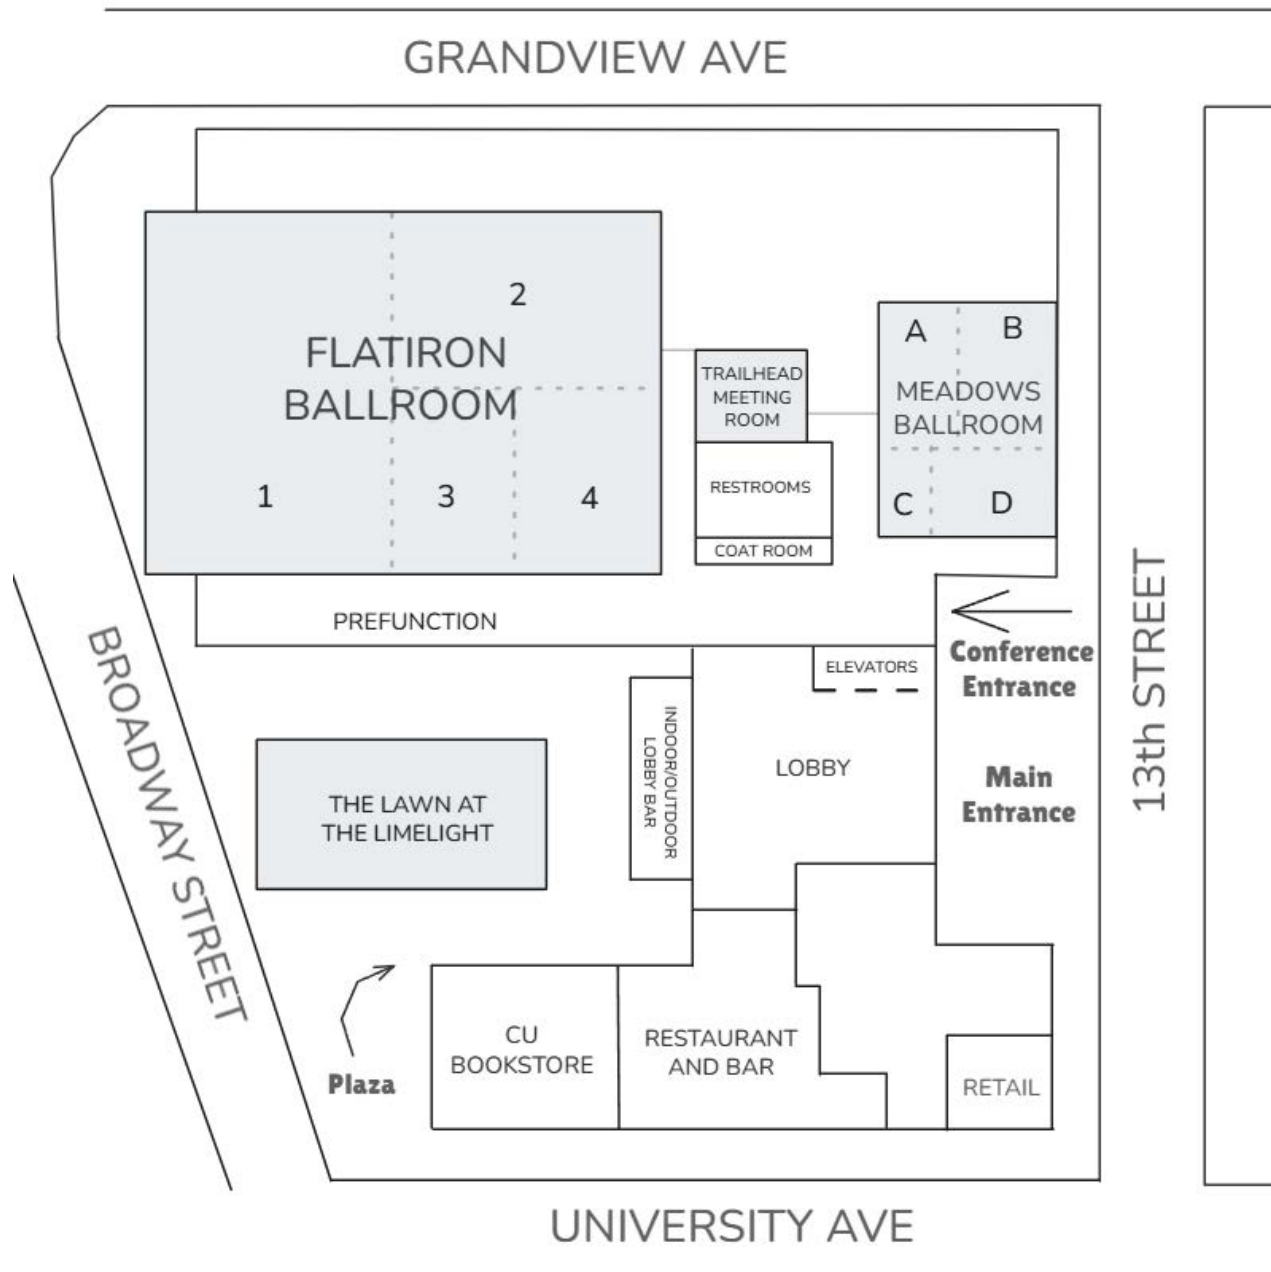 GRANDVIEW AVE
2
FLATIRON
BALLROOM
1
3
4
TRAILHEAD
MEETING
ROOM
RESTROOMS
COAT ROOM
A
B
MEADOWS
BALLROOM
C
D
PREFUNCTION
ELEVATORS
Conference
Entrance
13th STREET
BROADWAY STREET
INDOOR/OUTDOOR
LOBBY BAR
LOBBY
Main
Entrance
THE LAWN AT
THE LIMELIGHT
Plaza
CU
BOOKSTORE
RESTAURANT
AND BAR
RETAIL
UNIVERSITY AVE